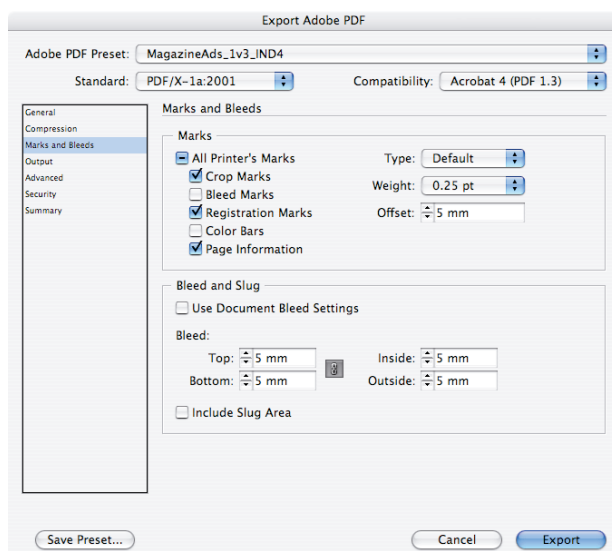 Export Adobe PDF
Adobe PDF Preset: MagazineAds_1v3_IND4
Standard: PDF/X-1a:2001 Compatibility: Acrobat 4 (PDF 1.3)
General
Compression
Marks and Bleeds
Output
Advanced
Security
Summary
Marks and Bleeds
Marks
All Printer's Marks Type: Default
Crop Marks
Bleed Marks Weight: 0.25 pt
Registration Marks Offset: 5 mm
Color Bars
Page Information
Bleed and Slug
Use Document Bleed Settings
Bleed:
Top: 5 mm Inside: 5 mm
Bottom: 5 mm Outside: 5 mm
Include Slug Area
Save Preset... Cancel Export